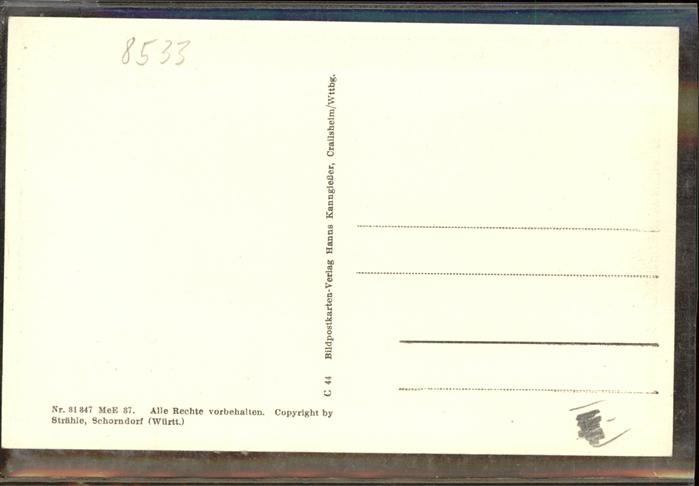 8533
C 44 Bildpostkarten-Verlag Hanns Kanngießer, Crailsheim/Wttbg.
Nr. 31 847 MeE 37. Alle Rechte vorbehalten. Copyright by
Strähle, Schorndorf (Württ.)